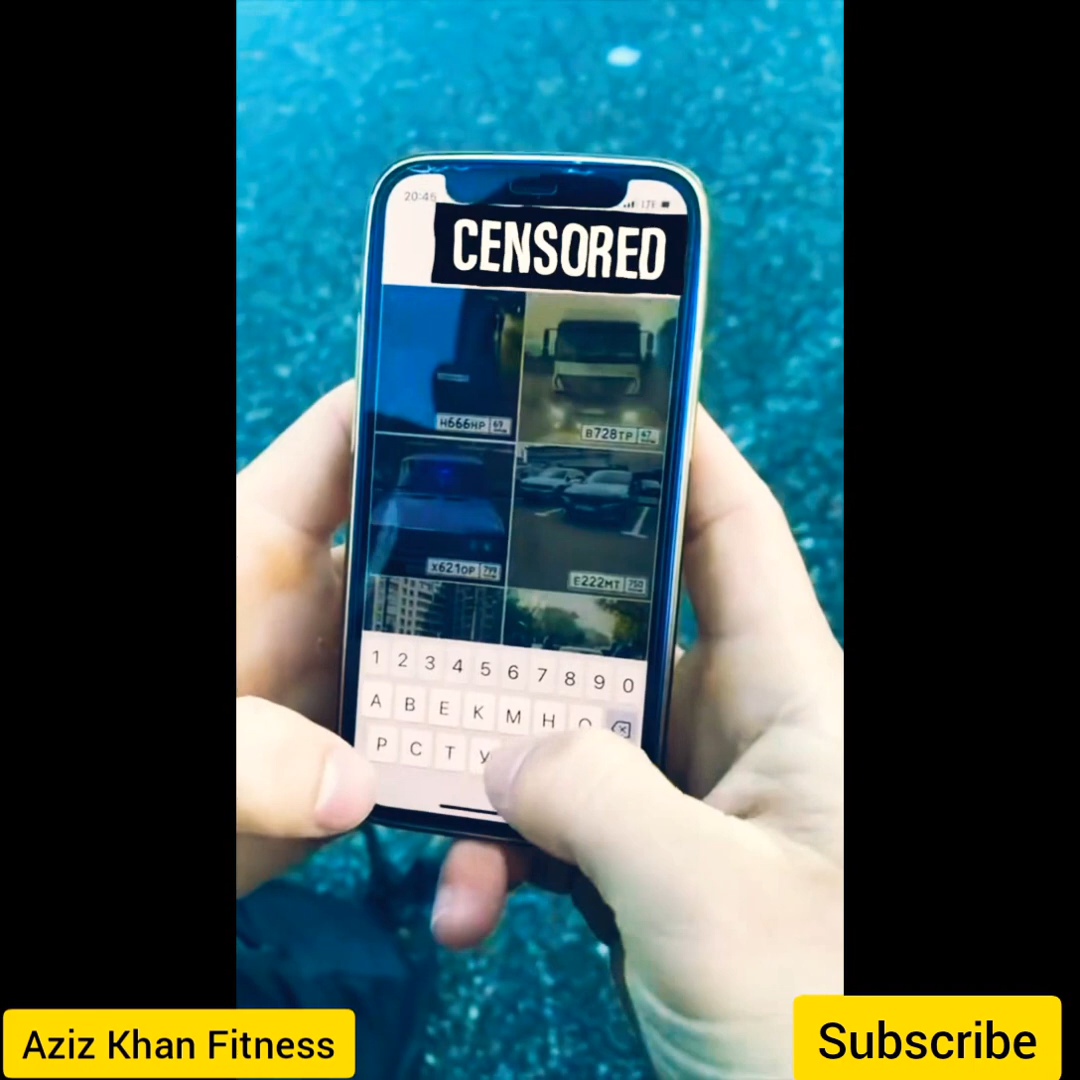 20:45
LTE
CENSORED
Н666НР 69
В728ТР 67
Х621ОР 799
Е222МТ 750
1 2 3 4 5 6 7 8 9 0
А В Е К М Н О
Р С Т У
Aziz Khan Fitness
Subscribe